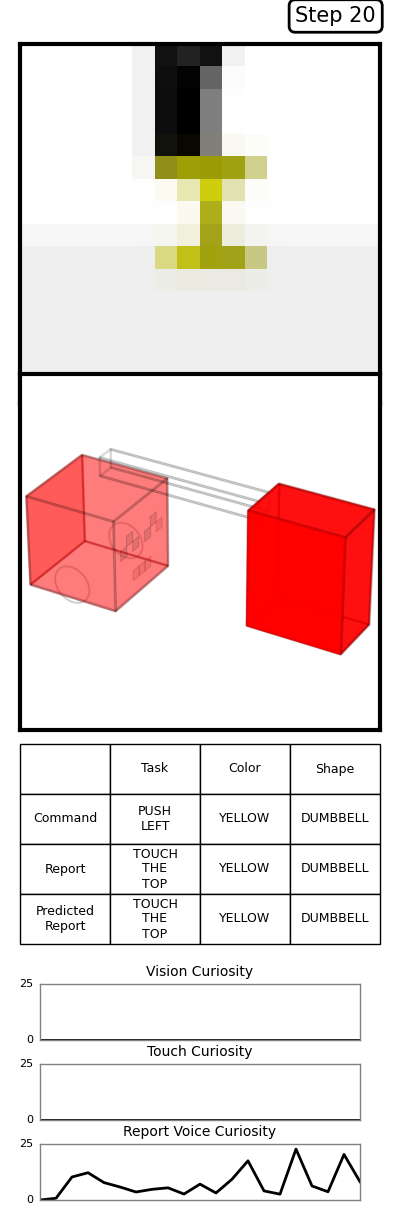 Step 20
Task Color Shape
Command PUSH LEFT YELLOW DUMBBELL
Report TOUCH THE TOP YELLOW DUMBBELL
Predicted Report TOUCH THE TOP YELLOW DUMBBELL
Vision Curiosity
25
0
Touch Curiosity
25
0
Report Voice Curiosity
25
0